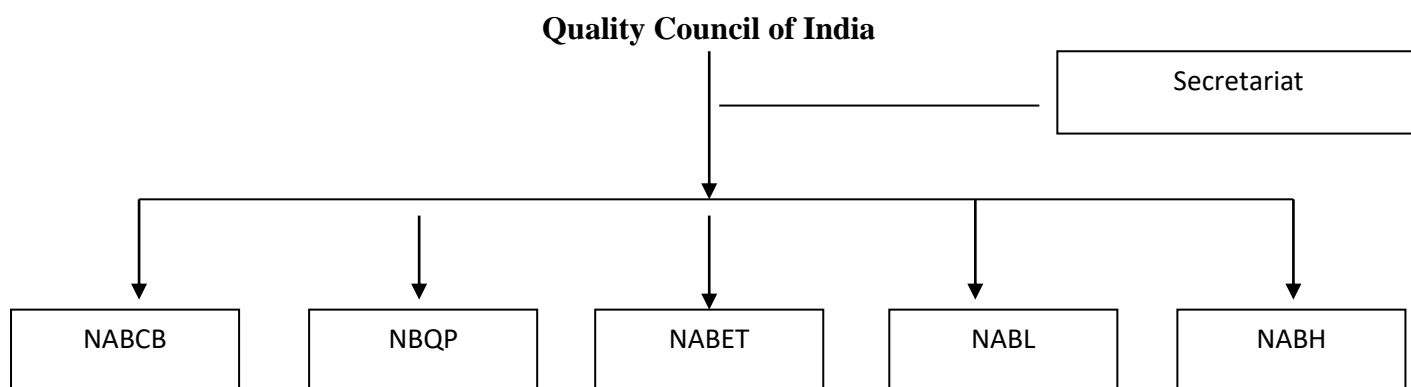 Quality Council of India
Secretariat
NABCB
NBQP
NABET
NABL
NABH